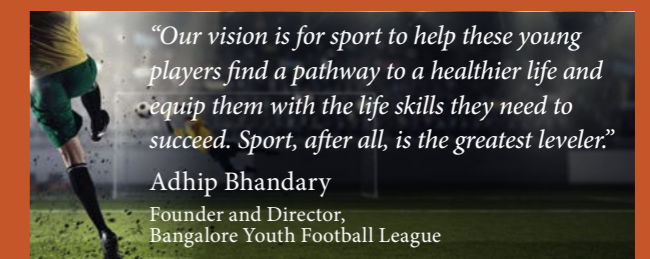 “Our vision is for sport to help these young
players find a pathway to a healthier life and
equip them with the life skills they need to
succeed. Sport, after all, is the greatest leveler.”
Adhip Bhandary
Founder and Director,
Bangalore Youth Football League